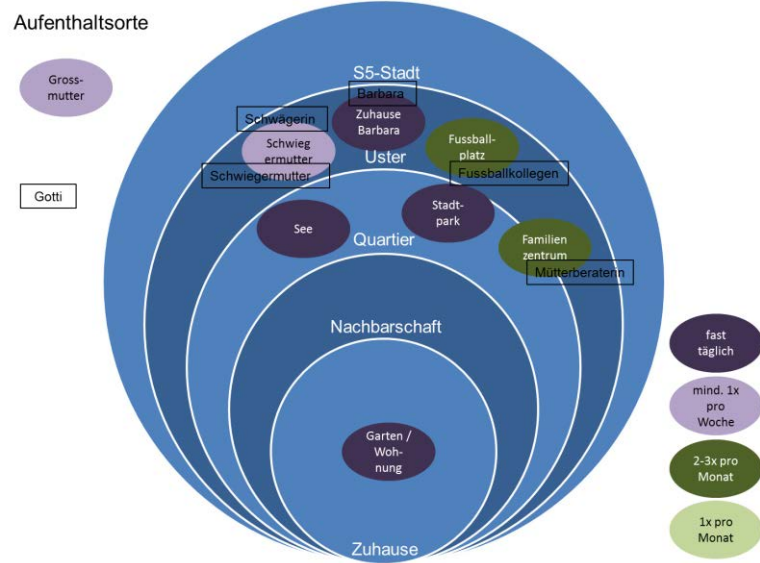 Aufenthaltsorte
Gross-
mutter
S5-Stadt
Barbara
Zuhause
Barbara
Schwägerin
Schwieg
ermutter
Schwiegermutter
Fussball-
platz
Fussballkollegen
Uster
Gotti
See
Stadt-
park
Quartier
Familien
zentrum
Mütterberaterin
Nachbarschaft
Garten /
Woh-
nung
Zuhause
fast
täglich
mind. 1x
pro
Woche
2-3x pro
Monat
1x pro
Monat